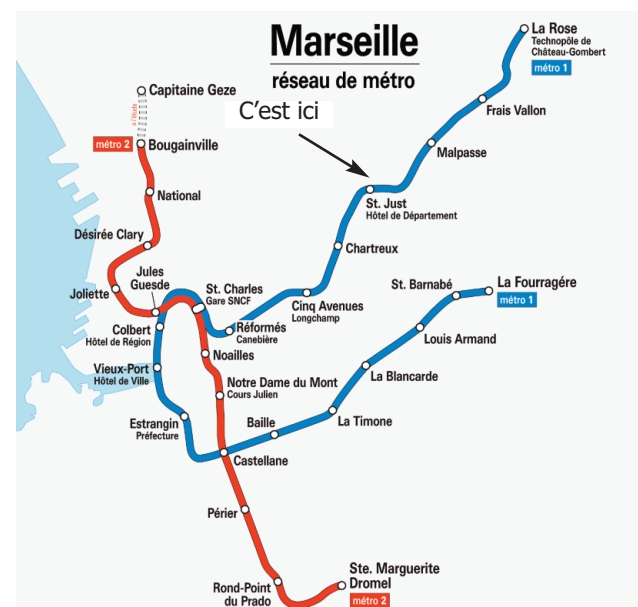 Marseille
réseau de métro
C'est ici
La Rose
Technopôle de
Château-Gombert
métro 1
Capitaine Geze
à l'étude
Frais Vallon
métro 2
Bougainville
Malpasse
National
St. Just
Hôtel de Département
Désirée Clary
Chartreux
Jules
Guesde
St. Charles
Gare SNCF
St. Barnabé
La Fourragére
métro 1
Joliette
Cinq Avenues
Longchamp
Colbert
Hôtel de Région
Réformés
Canebière
Louis Armand
Noailles
Vieux-Port
Hôtel de Ville
La Blancarde
Notre Dame du Mont
Cours Julien
Estrangin
Préfecture
Baille
La Timone
Castellane
Périer
Ste. Marguerite
Dromel
métro 2
Rond-Point
du Prado